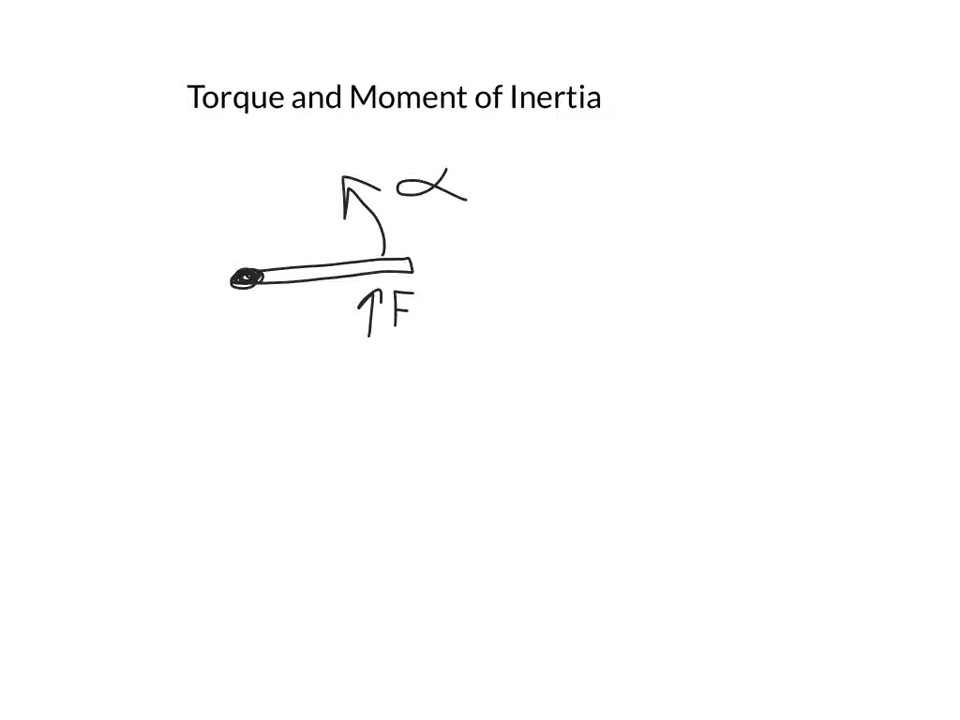 Torque and Moment of Inertia
α
F